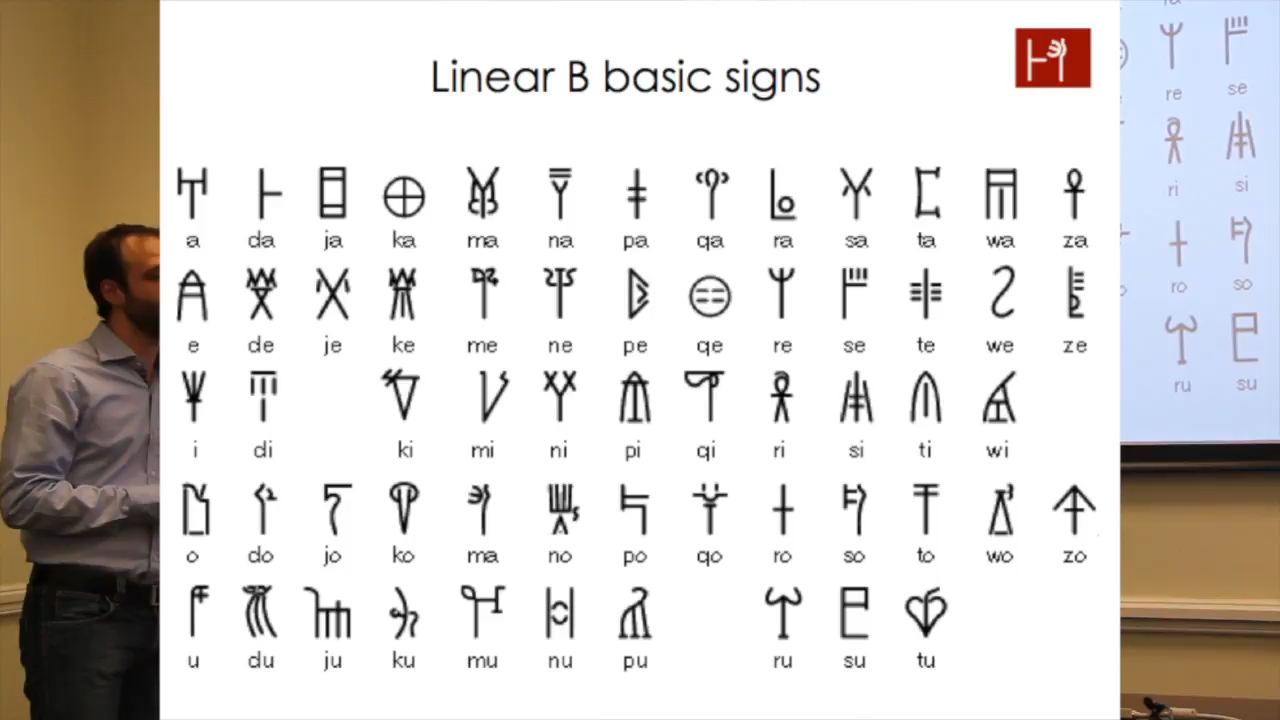 Linear B basic signs
𐀀 𐀅 𐀊 𐀏 𐀔 𐀙 𐀞 𐀣 𐀨 𐀭 𐀲 𐀷 𐀼
a da ja ka ma na pa qa ra sa ta wa za
𐀁 𐀆 𐀋 𐀐 𐀕 𐀚 𐀟 𐀤 𐀩 𐀮 𐀳 𐀸 𐀽
e de je ke me ne pe qe re se te we ze
𐀂 𐀇 𐀑 𐀖 𐀛 𐀠 𐀥 𐀪 𐀯 𐀴 𐀹
i di ki mi ni pi qi ri si ti wi
𐀃 𐀈 𐀍 𐀒 𐀗 𐀜 𐀡 𐀦 𐀫 𐀰 𐀵 𐀺 𐀿
o do jo ko ma no po qo ro so to wo zo
𐀄 𐀉 𐀎 𐀓 𐀘 𐀝 𐀢 𐀬 𐀱 𐀶
u du ju ku mu nu pu ru su tu
𐀩 𐀮
re se
𐀪 𐀯
ri si
𐀫 𐀰
ro so
𐀬 𐀱
ru su